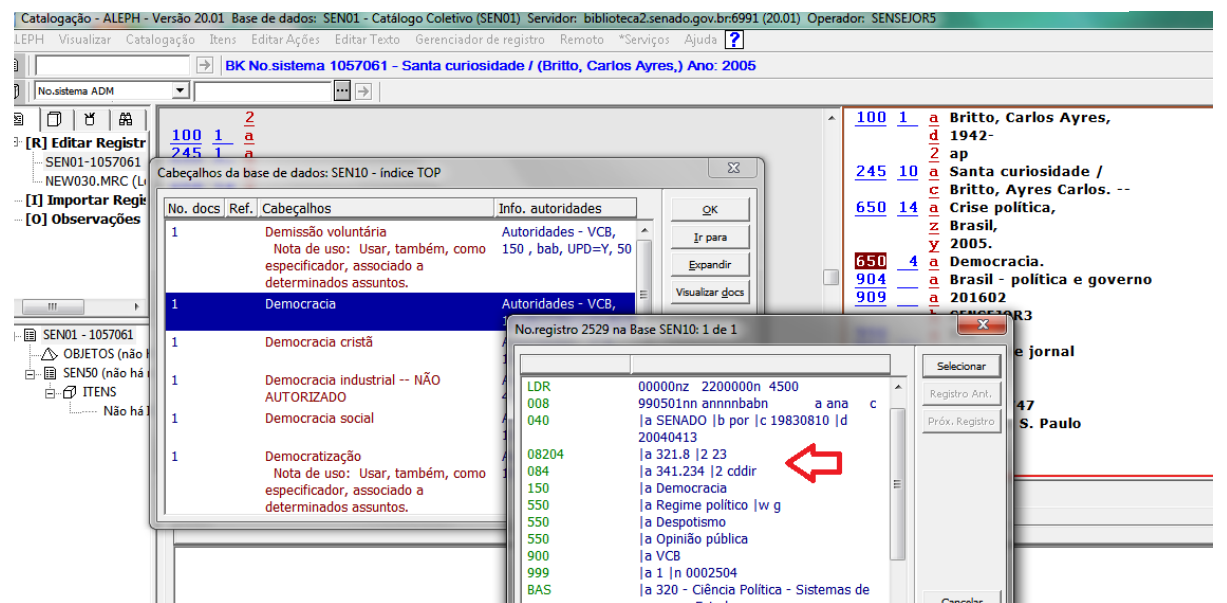 Catalogação - ALEPH - Versão 20.01 Base de dados: SEN01 - Catálogo Coletivo (SEN01) Servidor: biblioteca2.senado.gov.br:6991 (20.01) Operador: SENSEJOR5
ALEPH Visualizar Catalogação Itens Editar Ações Editar Texto Gerenciador de registro Remoto *Serviços Ajuda ?
BK No.sistema 1057061 - Santa curiosidade / (Britto, Carlos Ayres,) Ano: 2005
No.sistema ADM
[R] Editar Registr
SEN01-1057061
NEW030.MRC (L
[I] Importar Regis
[O] Observações
SEN01 - 1057061
OBJETOS (não
SEN50 (não há
ITENS
Não há
2
100 1 a
245 1 a
Cabeçalhos da base de dados: SEN10 - índice TOP
No. docs Ref. Cabeçalhos Info. autoridades
1 Demissão voluntária Autoridades - VCB,
Nota de uso: Usar, também, como 150 , bab, UPD=Y, 50
especificador, associado a
determinados assuntos.
1 Democracia Autoridades - VCB,
1 Democracia cristã
1 Democracia industrial -- NÃO
AUTORIZADO
1 Democracia social
1 Democratização
Nota de uso: Usar, também, como
especificador, associado a
determinados assuntos.
OK
Ir para
Expandir
Visualizar docs
No.registro 2529 na Base SEN10: 1 de 1
LDR 00000nz 2200000n 4500
008 990501nn annnnbabn a ana c
040 |a SENADO |b por |c 19830810 |d
20040413
08204 |a 321.8 |2 23
084 |a 341.234 |2 cddir
150 |a Democracia
550 |a Regime político |w g
550 |a Despotismo
550 |a Opinião pública
900 |a VCB
999 |a 1 |n 0002504
BAS |a 320 - Ciência Política - Sistemas de
Selecionar
Registro Ant.
Próx. Registro
Cancelar
100 1 a Britto, Carlos Ayres,
d 1942-
2 ap
245 10 a Santa curiosidade /
c Britto, Ayres Carlos. --
650 14 a Crise política,
z Brasil,
y 2005.
650 4 a Democracia.
904 a Brasil - política e governo
909 a 201602
e jornal
47
S. Paulo